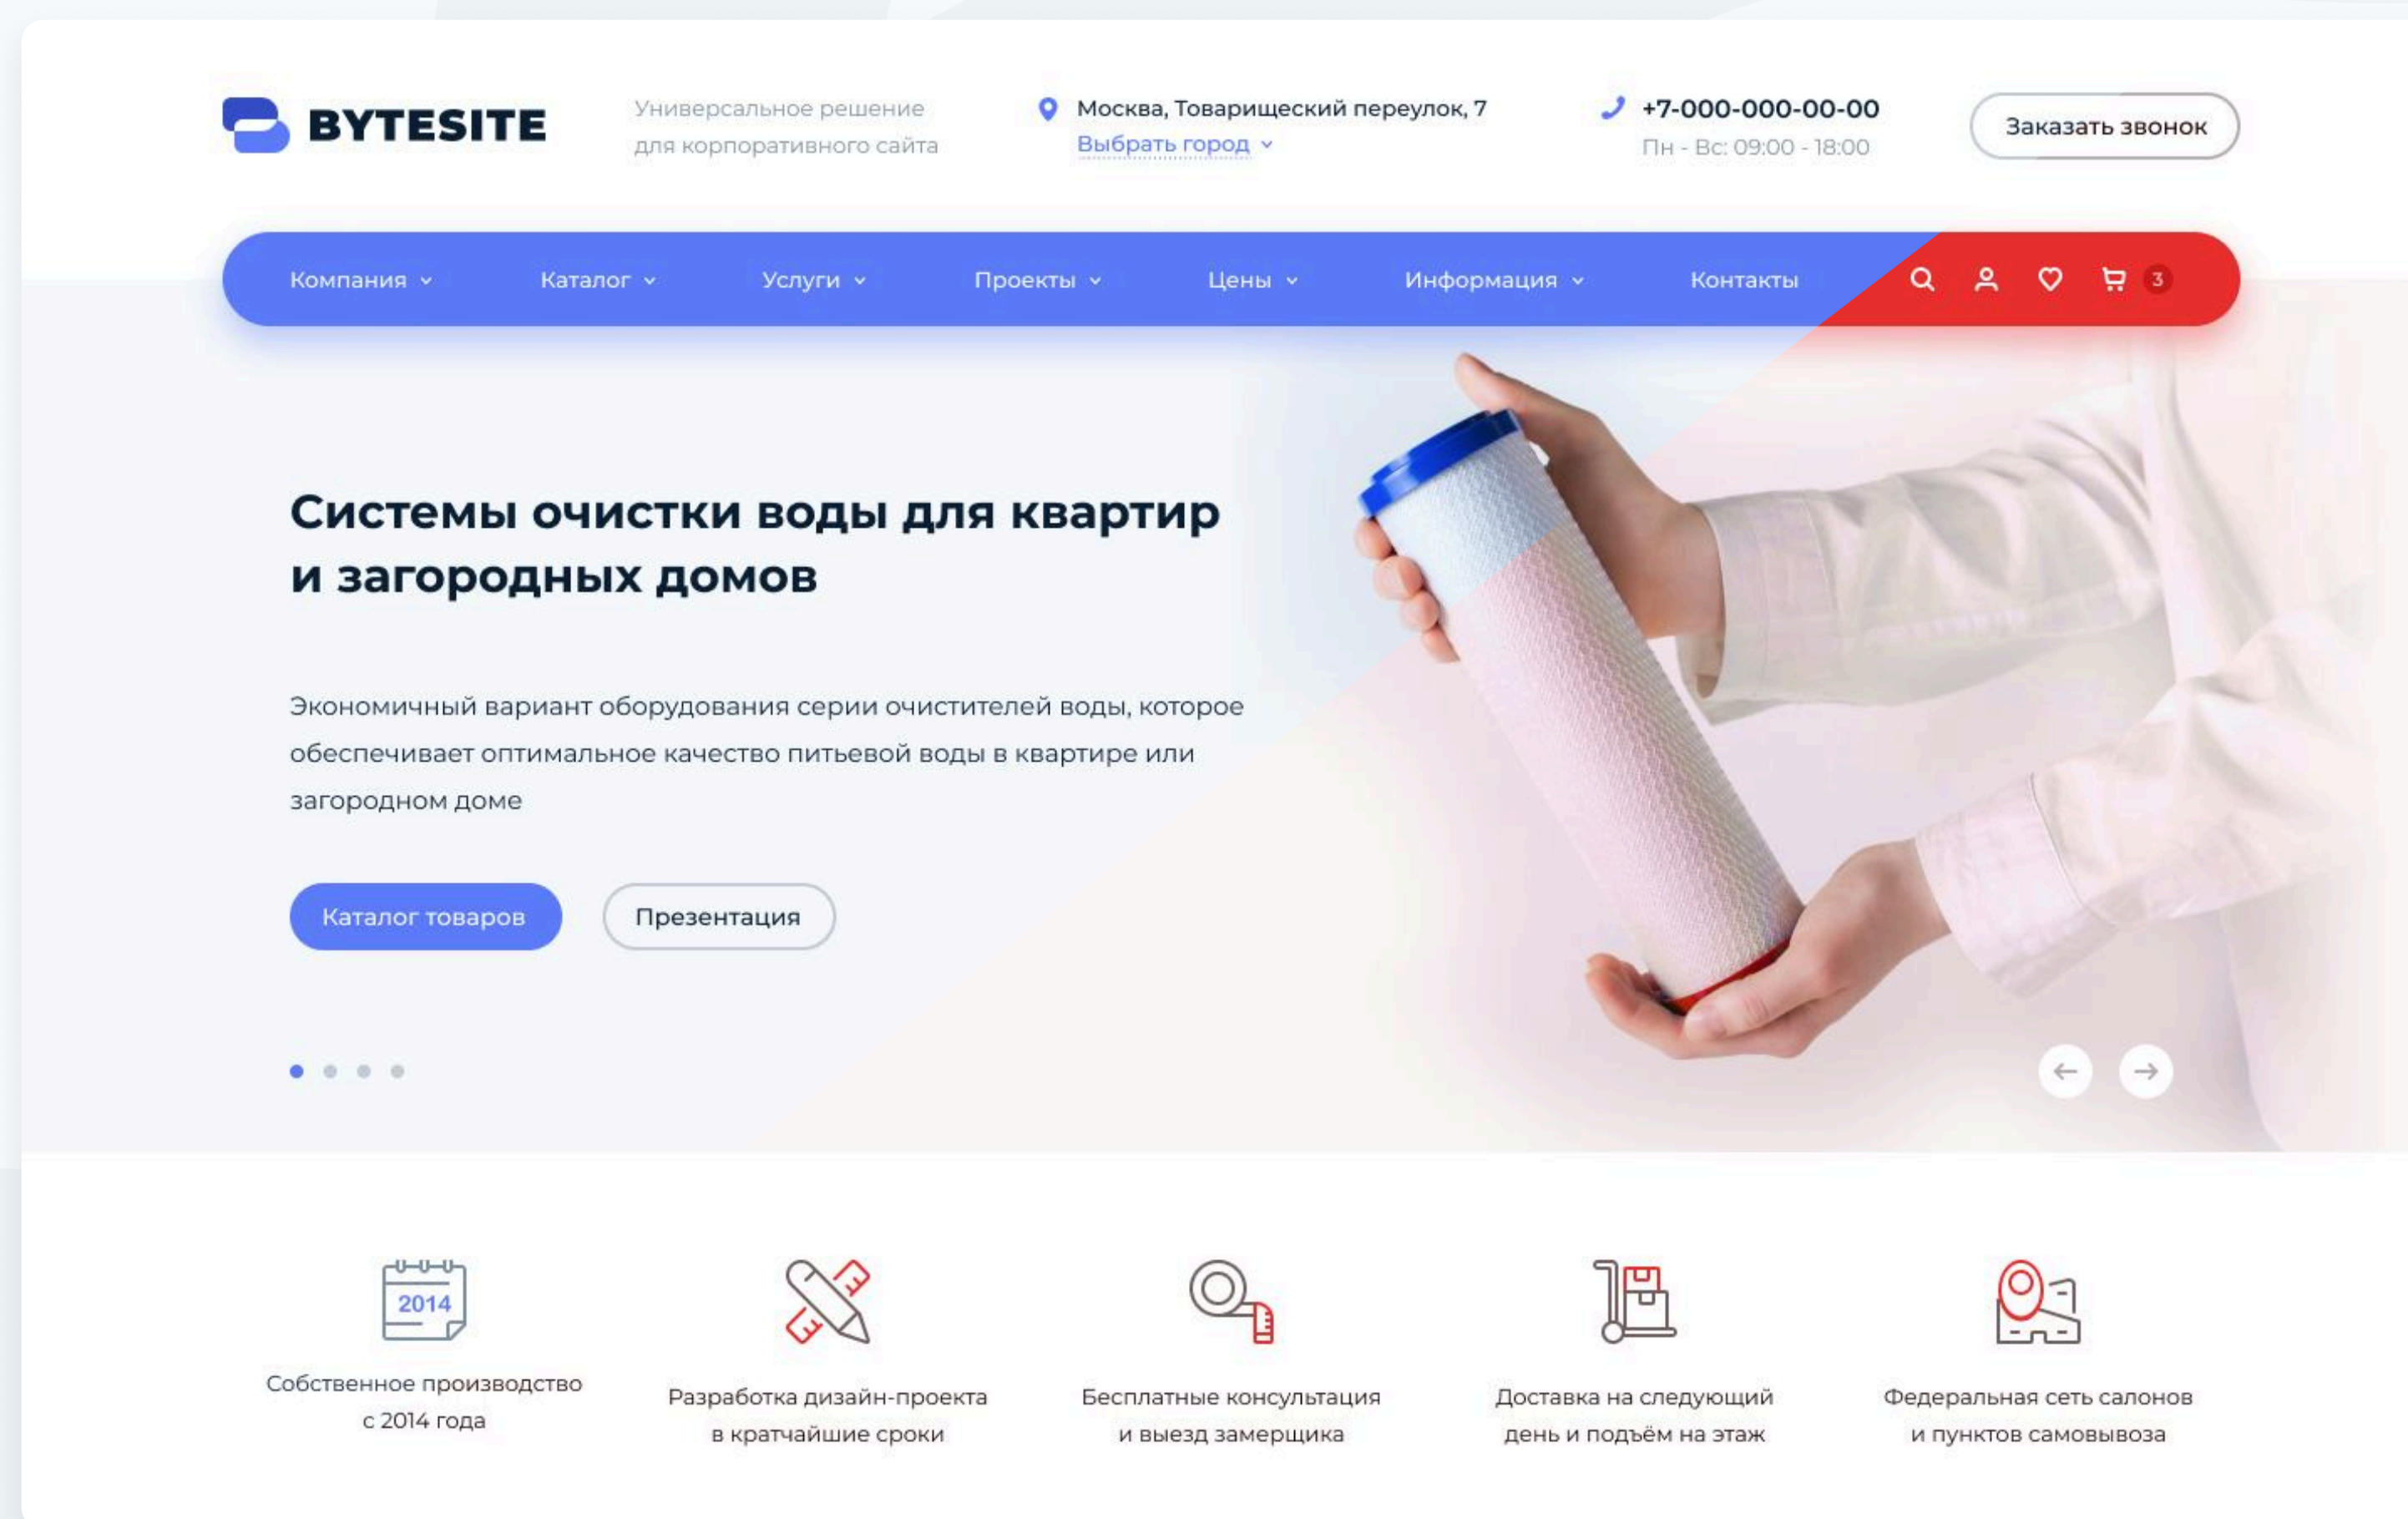 BYTESITE
Универсальное решение
для корпоративного сайта
Москва, Товарищеский переулок, 7
Выбрать город
+7-000-000-00-00
Пн - Вс: 09:00 - 18:00
Заказать звонок
Компания
Каталог
Услуги
Проекты
Цены
Информация
Контакты
3
Системы очистки воды для квартир
и загородных домов
Экономичный вариант оборудования серии очистителей воды, которое
обеспечивает оптимальное качество питьевой воды в квартире или
загородном доме
Каталог товаров
Презентация
2014
Собственное производство
с 2014 года
Разработка дизайн-проекта
в кратчайшие сроки
Бесплатные консультация
и выезд замерщика
Доставка на следующий
день и подъём на этаж
Федеральная сеть салонов
и пунктов самовывоза